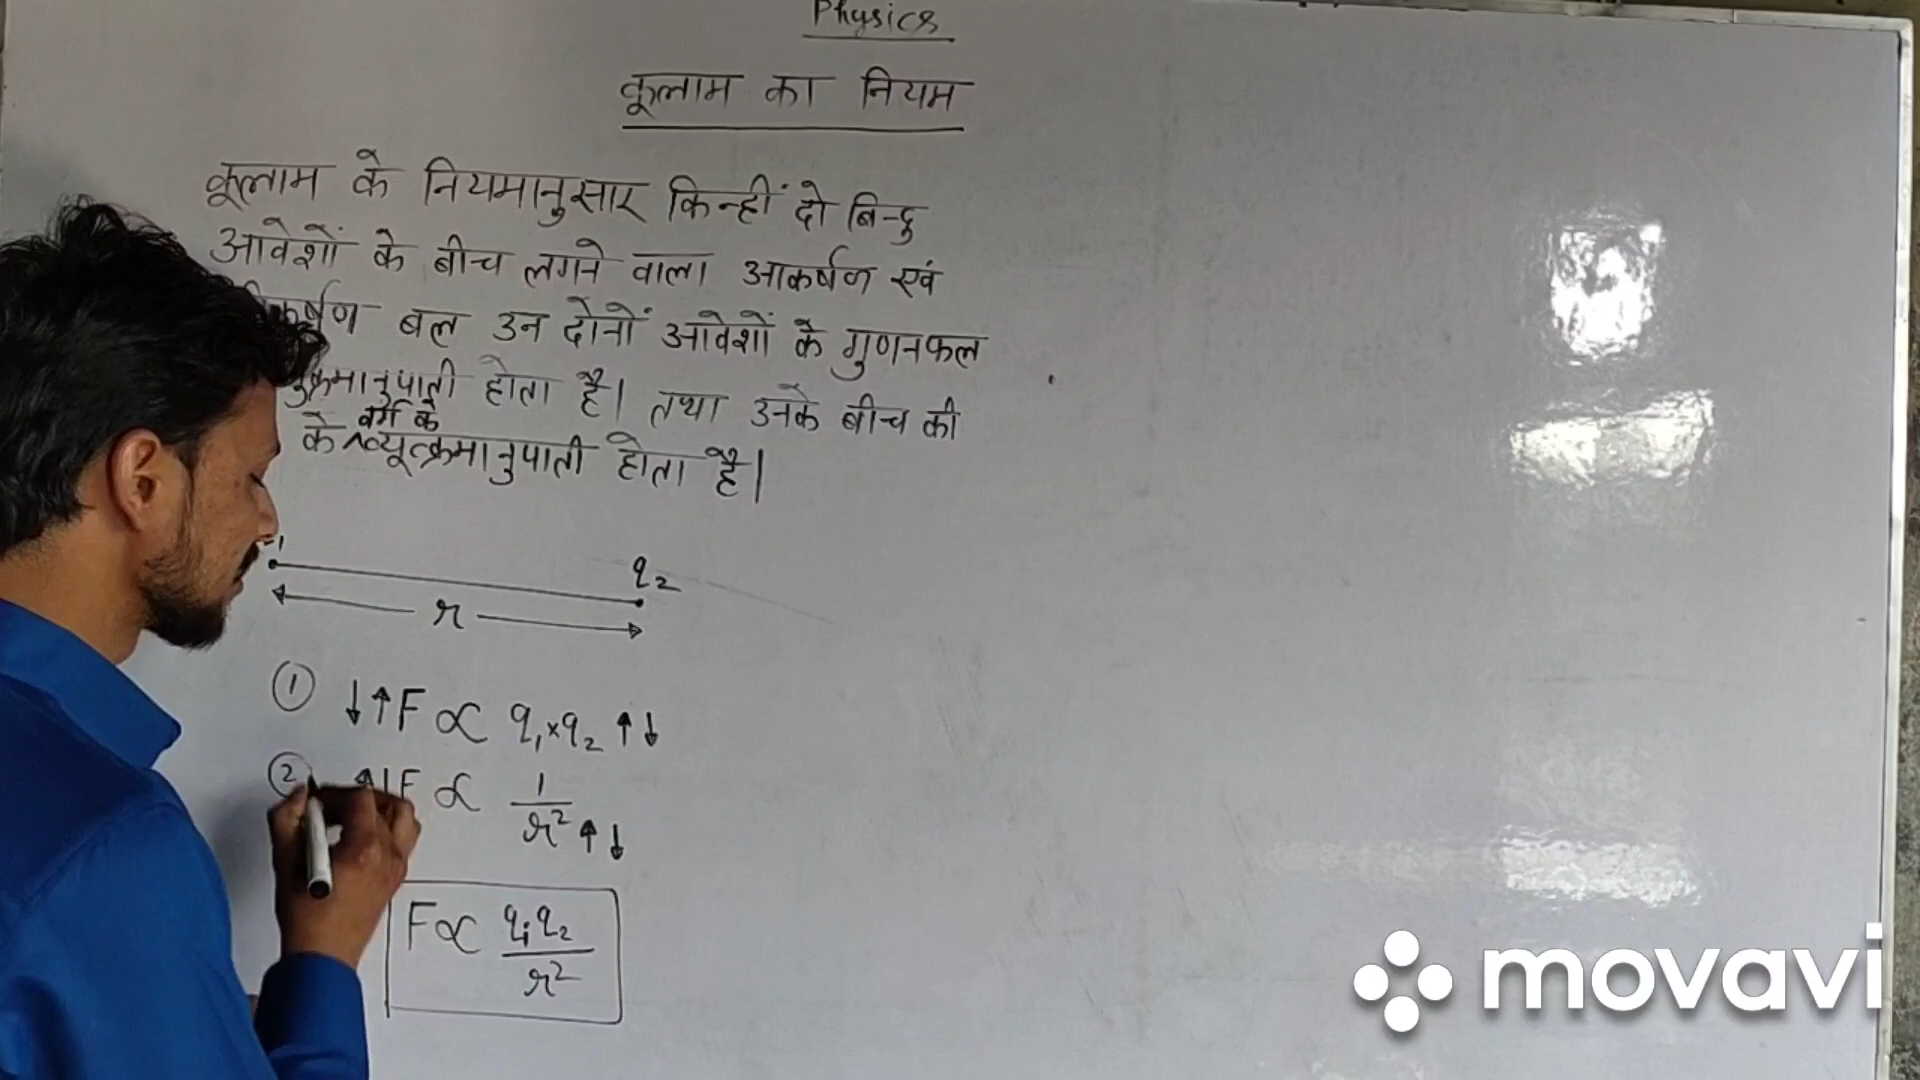 Physics
कूलाम का नियम
कूलाम के नियमानुसार किन्हीं दो बिन्दु
आवेशों के बीच लगने वाला आकर्षण एवं
बल उन दोनों आवेशों के गुणनफल
होता है। तथा उनके बीच की
वर्ग के
के ^ व्यूत्क्रमानुपाती होता है।
q₂
r
① ↓↑F ∝ q₁×q₂ ↑↓
② F ∝ 1/r² ↑↓
F ∝ q₁q₂/r²
movavi